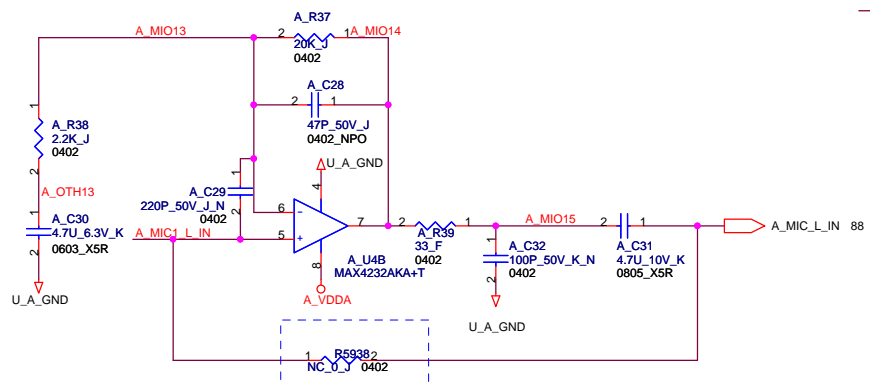 A_R37
A_MIO13
2
1
A_MIO14
20K_J
0402
A_C28
2
1
47P_50V_J
0402_NPO
1
A_R38
2.2K_J
0402
2
U_A_GND
1
4
A_C29
220P_50V_J_N
0402
2
A_OTH13
1
A_C30
4.7U_6.3V_K
0603_X5R
2
6
7
2
1
A_MIO15
2
1
A_MIC_L_IN 88
A_MIC1_L_IN
5
A_R39
33_F
0402
1
A_C32
100P_50V_K_N
0402
2
A_C31
4.7U_10V_K
0805_X5R
A_U4B
MAX4232AKA+T
8
A_VDDA
U_A_GND
U_A_GND
1
R5938
2
NC_0_J
0402